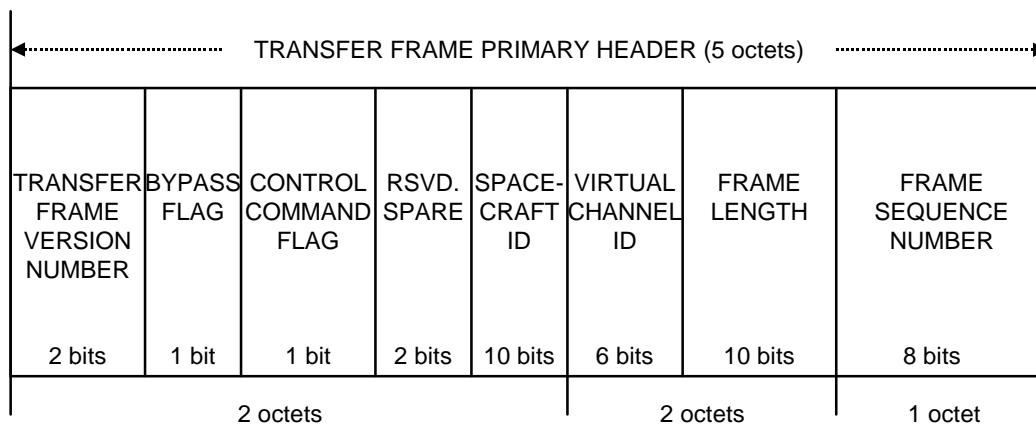 TRANSFER FRAME PRIMARY HEADER (5 octets)
TRANSFER
FRAME
VERSION
NUMBER
BYPASS
FLAG
CONTROL
COMMAND
FLAG
RSVD.
SPARE
SPACE-
CRAFT
ID
VIRTUAL
CHANNEL
ID
FRAME
LENGTH
FRAME
SEQUENCE
NUMBER
2 bits
1 bit
1 bit
2 bits
10 bits
6 bits
10 bits
8 bits
2 octets
2 octets
1 octet